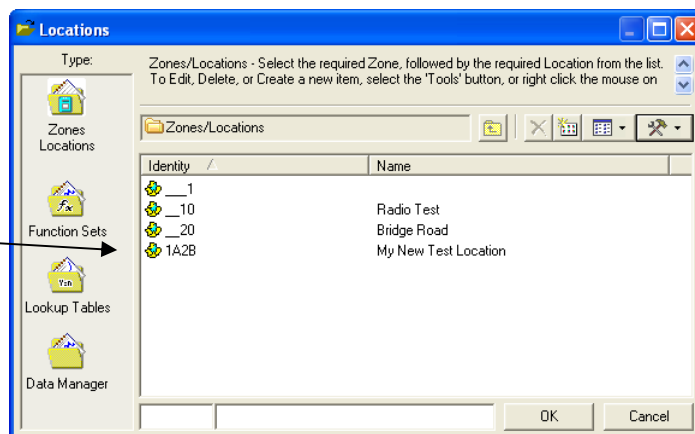 Locations
Type:
Zones/Locations - Select the required Zone, followed by the required Location from the list.
To Edit, Delete, or Create a new item, select the 'Tools' button, or right click the mouse on
Zones
Locations
Function Sets
Lookup Tables
Data Manager
Zones/Locations
Identity Name
___1
__10 Radio Test
__20 Bridge Road
1A2B My New Test Location
OK Cancel